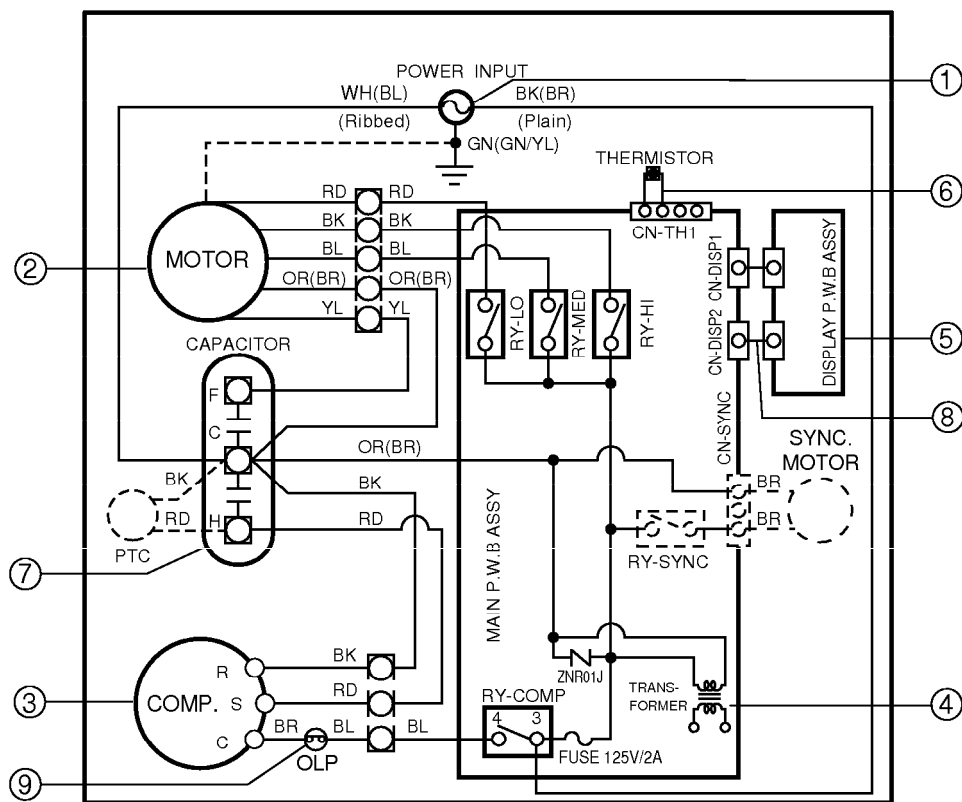 POWER INPUT
1
WH(BL)
BK(BR)
(Ribbed)
(Plain)
GN(GN/YL)
THERMISTOR
6
RD
RD
BK
BK
CN-TH1
BL
BL
MOTOR
2
OR(BR)
OR(BR)
YL
YL
CN-DISP1
CN-DISP2
DISPLAY P.W.B ASSY
5
RY-LO
RY-MED
RY-HI
CAPACITOR
F
8
C
CN-SYNC
OR(BR)
SYNC.
MOTOR
BK
BK
BR
RD
H
RD
BR
PTC
7
RY-SYNC
MAIN P.W.B ASSY
BK
R
ZNR01J
RD
RY-COMP
TRANS-
FORMER
4
3
COMP.
S
4
3
BR
BL
BL
C
OLP
FUSE 125V/2A
9